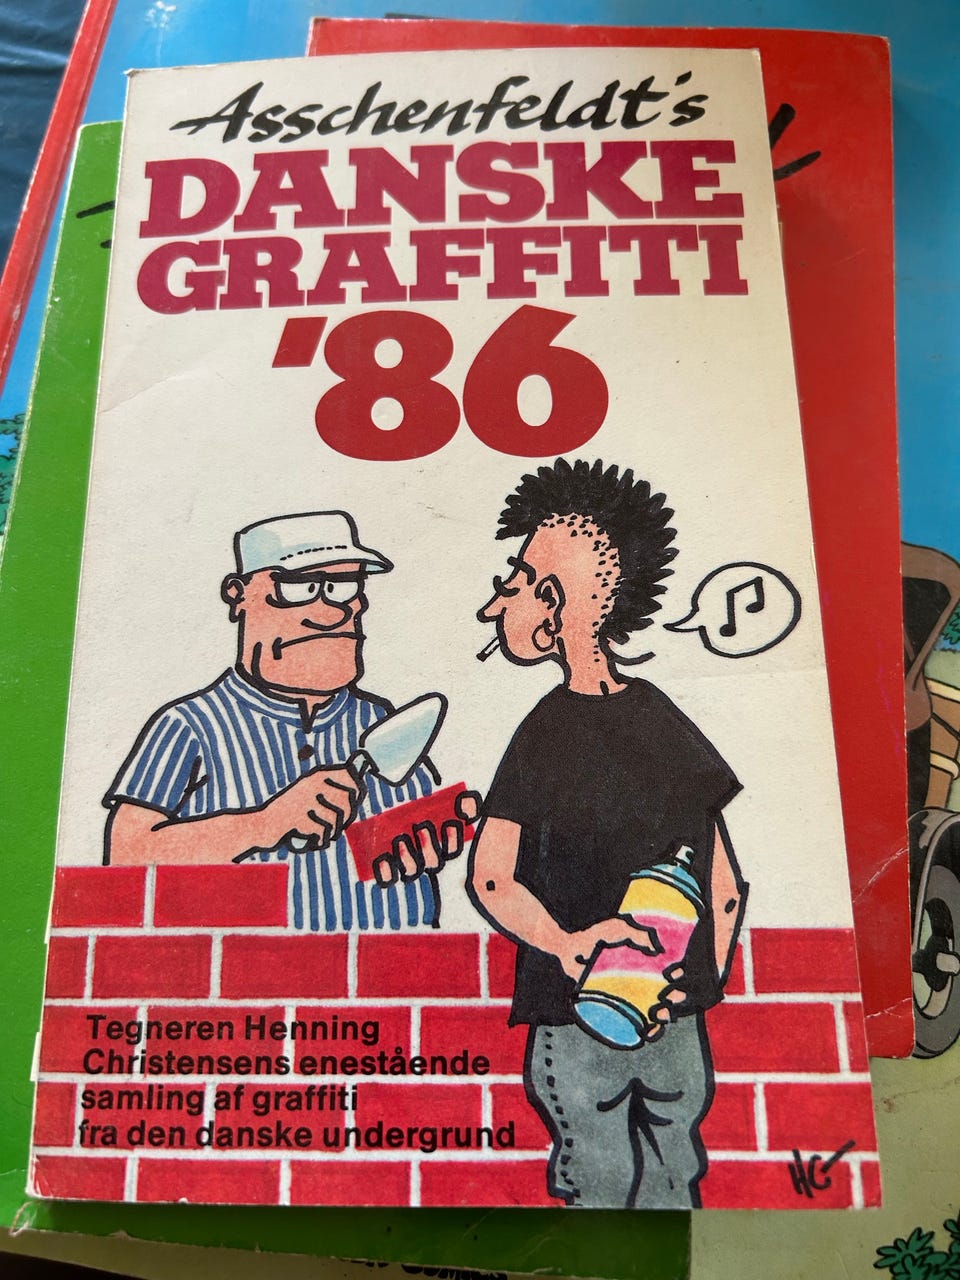 Asschenfeldt's
DANSKE
GRAFFITI
'86
Tegneren Henning
Christensens enestående
samling af graffiti
fra den danske undergrund
HC